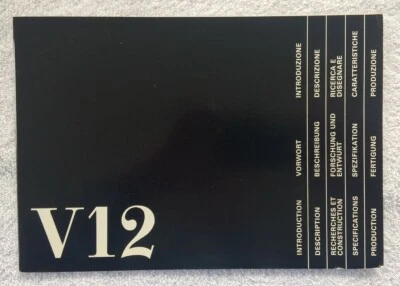 V12
INTRODUCTION VORWORT INTRODUZIONE
DESCRIPTION BESCHREIBUNG DESCRIZIONE
RECHERCHES ET FORSCHUNG UND RICERCA E
CONSTRUCTION ENTWURT DISEGNARE
SPECIFICATIONS SPEZIFIKATION CARATTERISTICHE
PRODUCTION FERTIGUNG PRODUZIONE